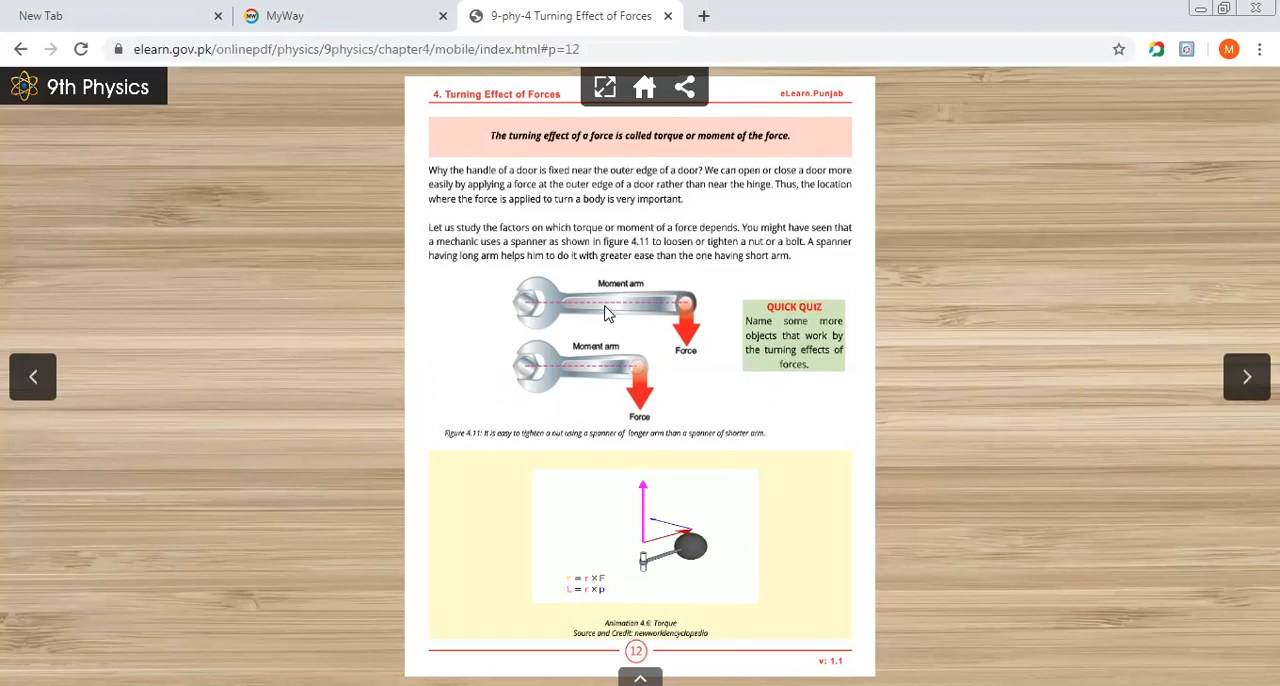 New Tab
MyWay
9-phy-4 Turning Effect of Forces
elearn.gov.pk/onlinepdf/physics/9physics/chapter4/mobile/index.html#p=12
M
9th Physics
4. Turning Effect of Forces
eLearn.Punjab
The turning effect of a force is called torque or moment of the force.
Why the handle of a door is fixed near the outer edge of a door? We can open or close a door more
easily by applying a force at the outer edge of a door rather than near the hinge. Thus, the location
where the force is applied to turn a body is very important.
Let us study the factors on which torque or moment of a force depends. You might have seen that
a mechanic uses a spanner as shown in figure 4.11 to loosen or tighten a nut or a bolt. A spanner
having long arm helps him to do it with greater ease than the one having short arm.
Moment arm
Force
Moment arm
Force
QUICK QUIZ
Name some more
objects that work by
the turning effects of
forces.
Figure 4.11: It is easy to tighten a nut using a spanner of longer arm than a spanner of shorter arm.
τ = r × F
L = r × p
Animation 4.6: Torque
Source and Credit: newworldencyclopedia
12
v: 1.1